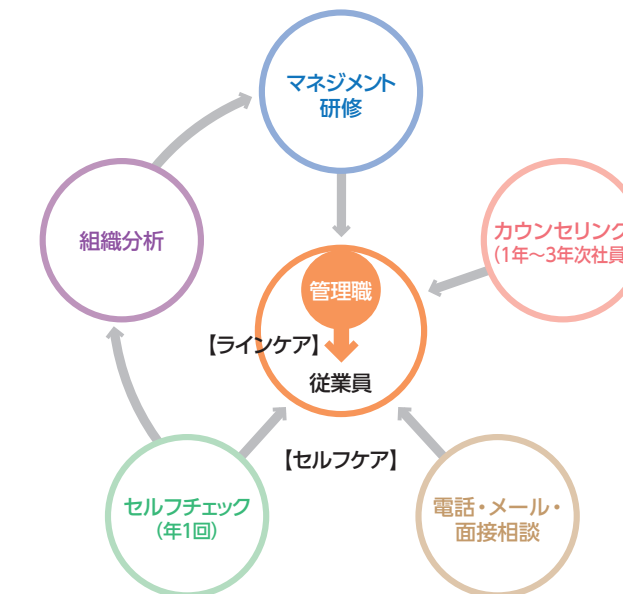 マネジメント
研修
組織分析
カウンセリング
(1年～3年次社員
管理職
【ラインケア】
従業員
【セルフケア】
セルフチェック
(年1回)
電話・メール・
面接相談